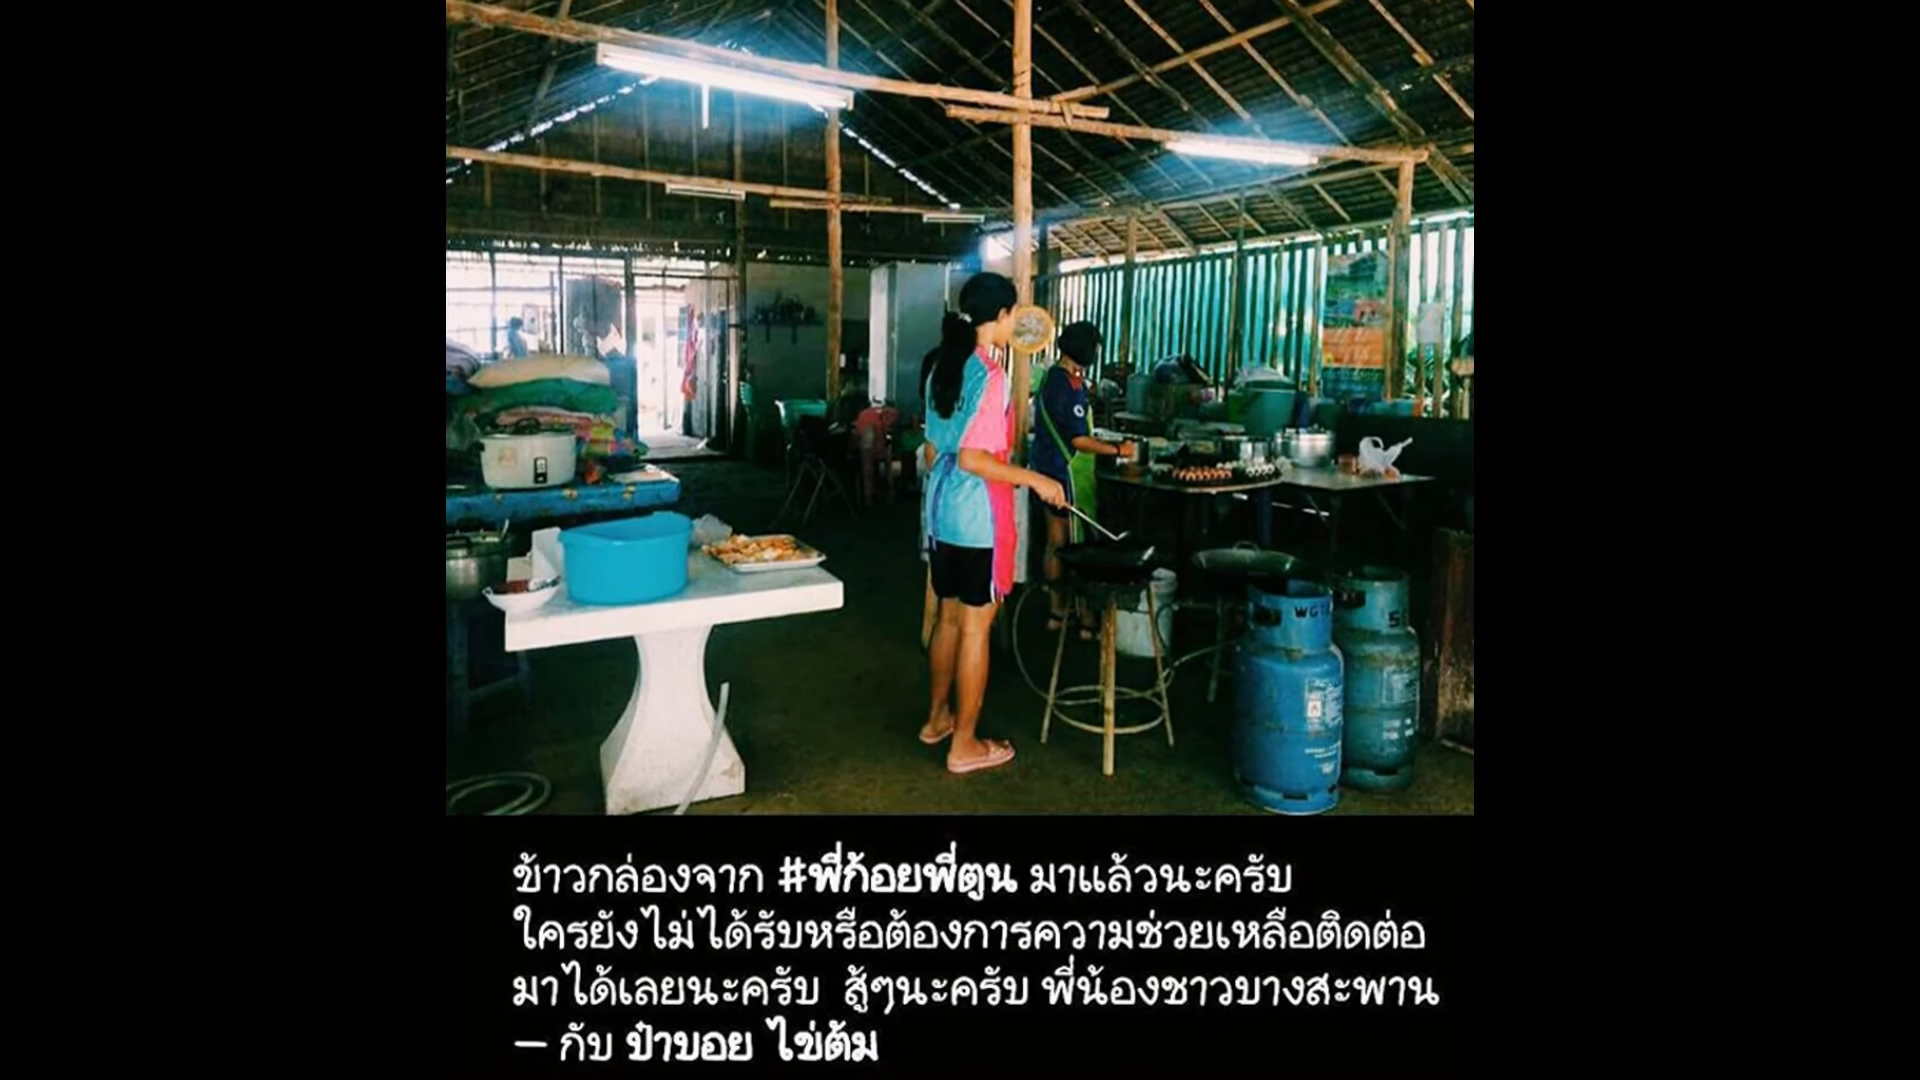 WG
ข้าวกล่องจาก #พี่ก้อยพี่ตูน มาแล้วนะครับ
ใครยังไม่ได้รับหรือต้องการความช่วยเหลือติดต่อ
มาได้เลยนะครับ สู้ๆนะครับ พี่น้องชาวบางสะพาน
— กับ ป๋าบอย ไข่ต้ม